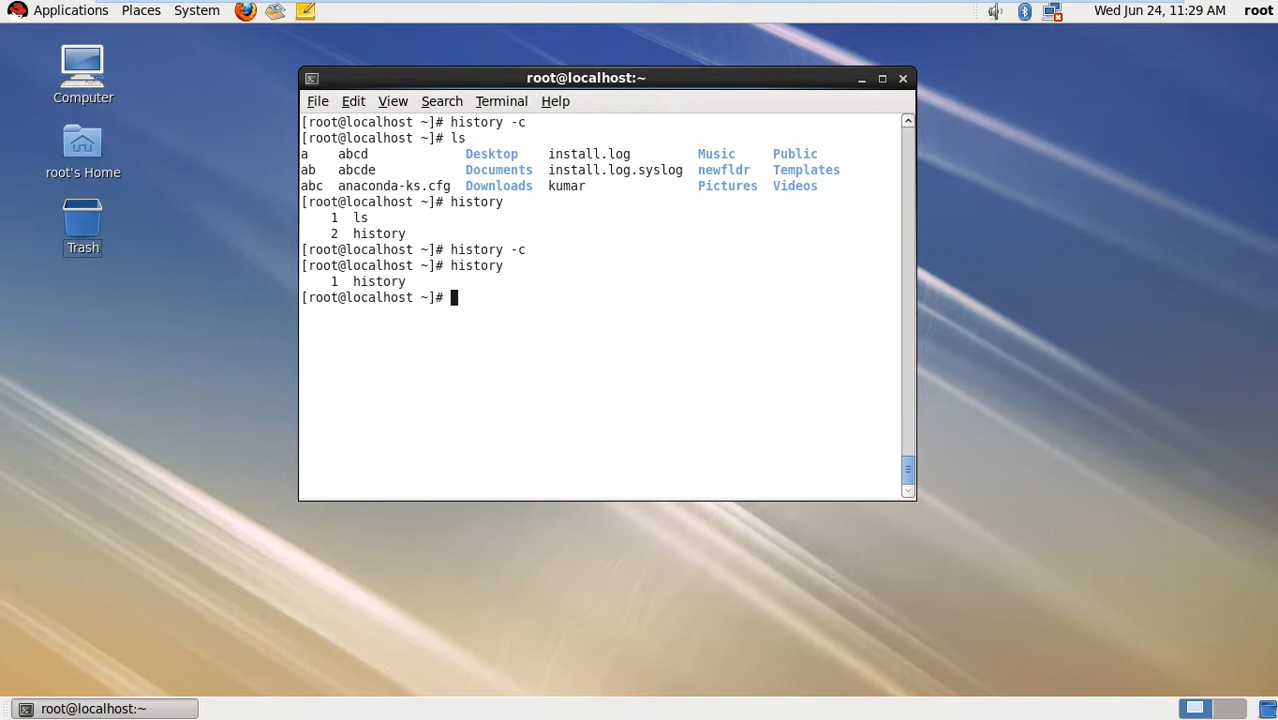 Applications Places System Wed Jun 24, 11:29 AM root
Computer
root's Home
Trash
root@localhost:~
File Edit View Search Terminal Help
[root@localhost ~]# history -c
[root@localhost ~]# ls
a abcd Desktop install.log Music Public
ab abcde Documents install.log.syslog newfldr Templates
abc anaconda-ks.cfg Downloads kumar Pictures Videos
[root@localhost ~]# history
1 ls
2 history
[root@localhost ~]# history -c
[root@localhost ~]# history
1 history
[root@localhost ~]#
root@localhost:~